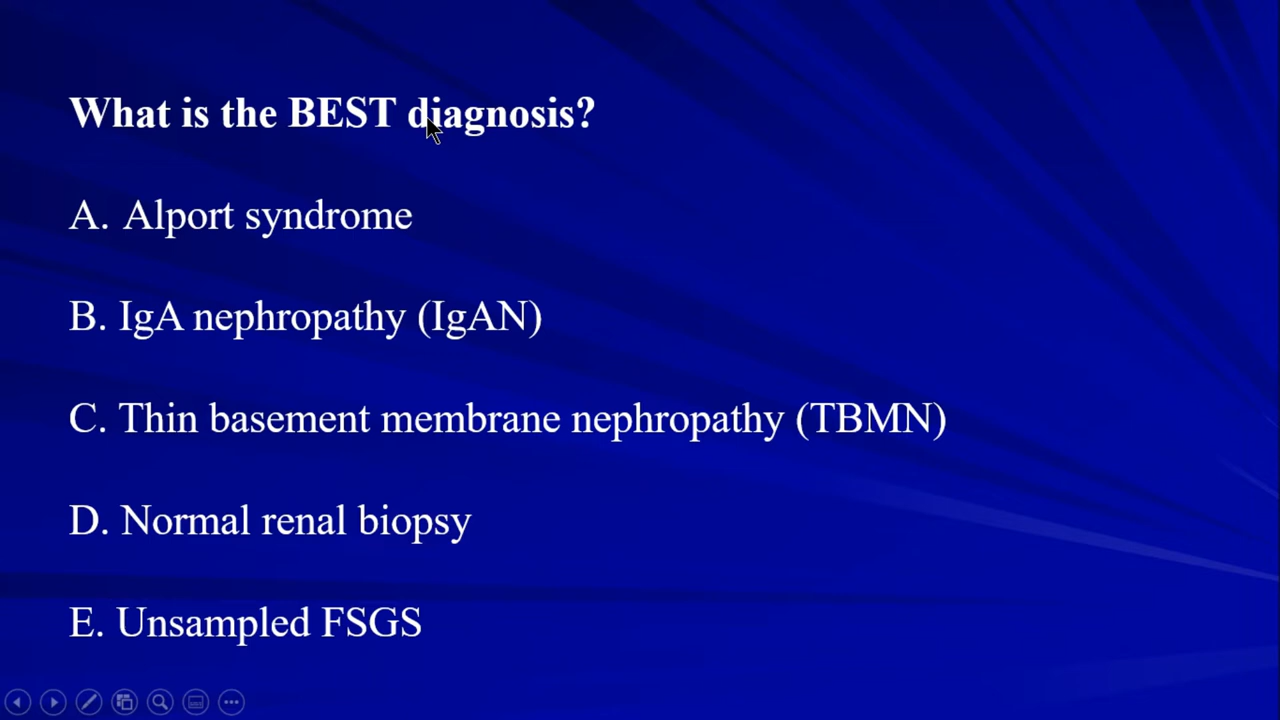 What is the BEST diagnosis?
A. Alport syndrome
B. IgA nephropathy (IgAN)
C. Thin basement membrane nephropathy (TBMN)
D. Normal renal biopsy
E. Unsampled FSGS